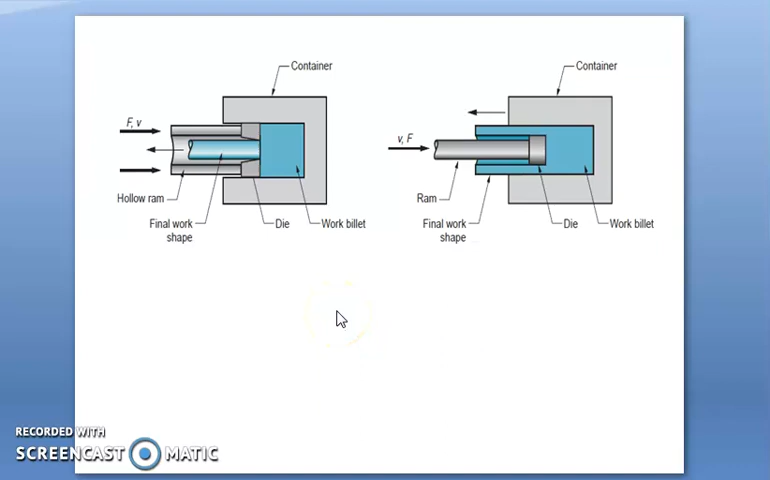 Container
F, v
Hollow ram
Final work
shape
Die
Work billet
Container
v, F
Ram
Final work
shape
Die
Work billet
RECORDED WITH
SCREENCAST MATIC